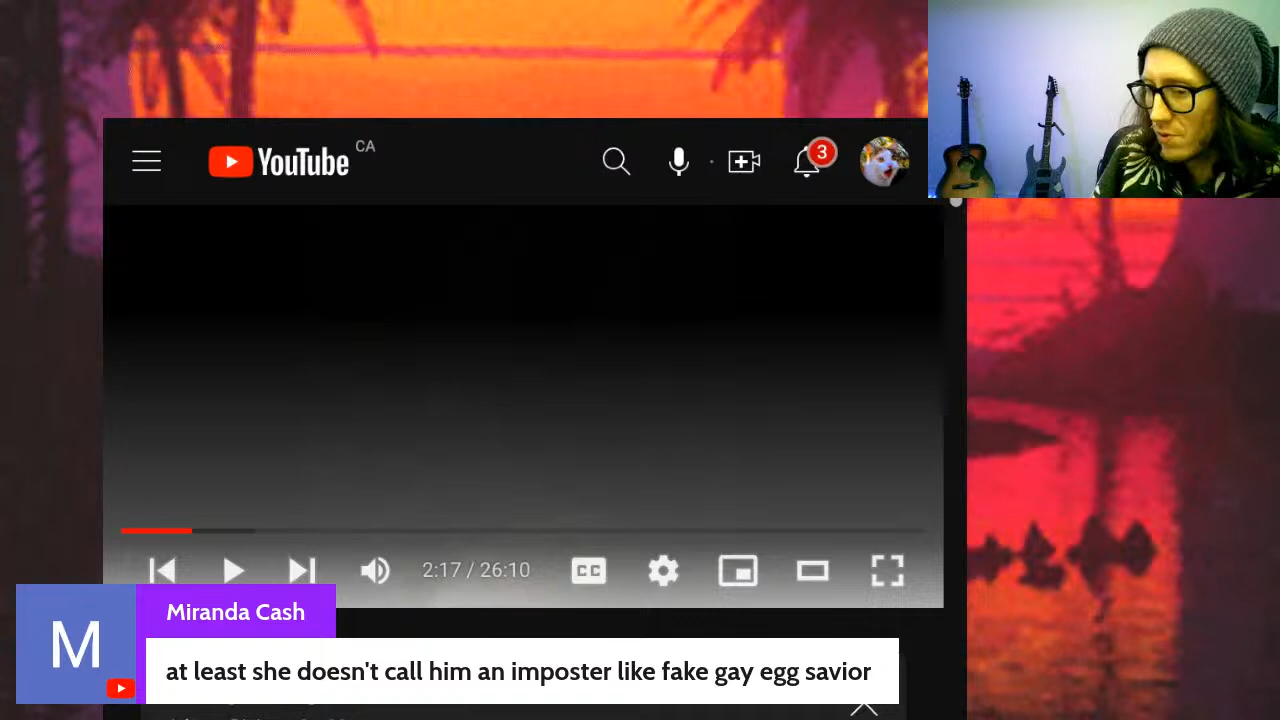 YouTube CA
3
2:17 / 26:10
CC
M
Miranda Cash
at least she doesn't call him an imposter like fake gay egg savior